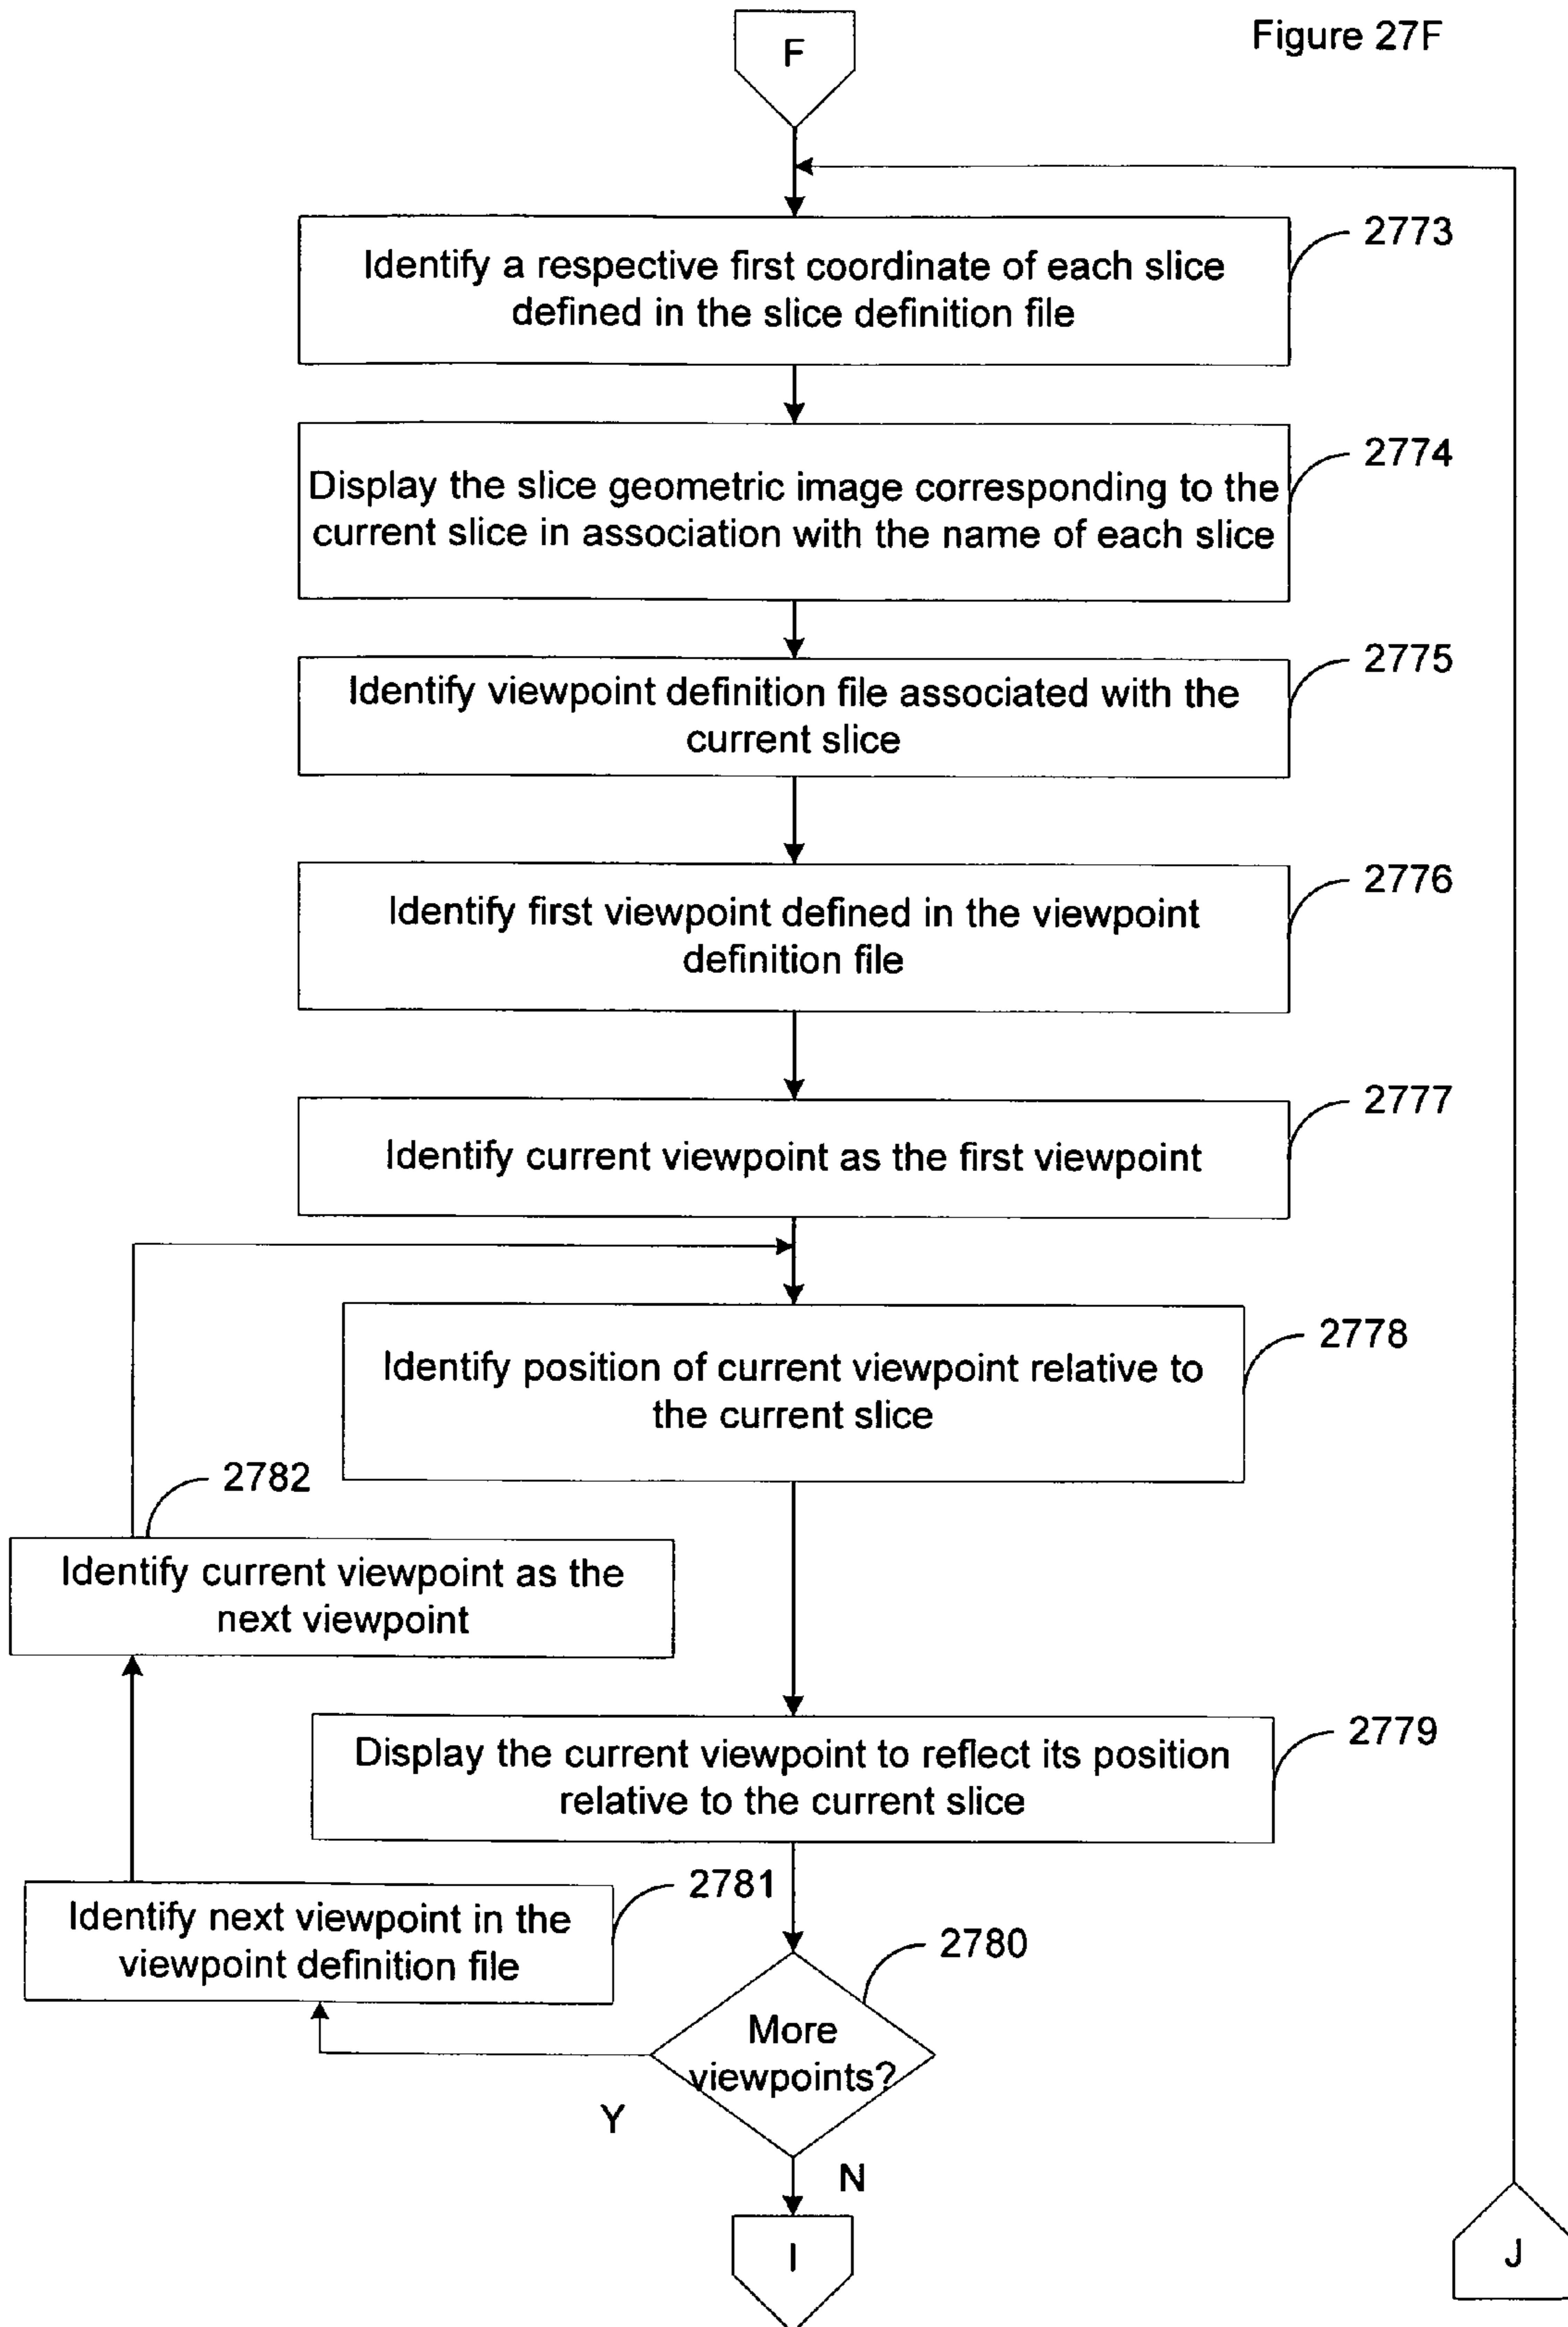 Figure 27F
F
2773
Identify a respective first coordinate of each slice
defined in the slice definition file
2774
Display the slice geometric image corresponding to the
current slice in association with the name of each slice
2775
Identify viewpoint definition file associated with the
current slice
2776
Identify first viewpoint defined in the viewpoint
definition file
2777
Identify current viewpoint as the first viewpoint
2778
Identify position of current viewpoint relative to
the current slice
2782
Identify current viewpoint as the
next viewpoint
2779
Display the current viewpoint to reflect its position
relative to the current slice
2781
Identify next viewpoint in the
viewpoint definition file
2780
More
viewpoints?
Y
N
I
J